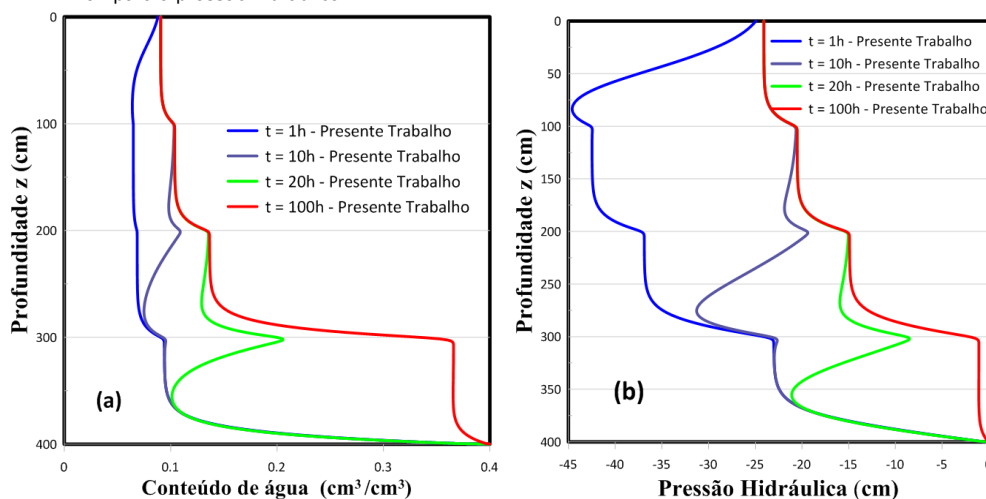 0
100
200
300
400
Profundidade z (cm)
t = 1h - Presente Trabalho
t = 10h - Presente Trabalho
t = 20h - Presente Trabalho
t = 100h - Presente Trabalho
(a)
0
0.1
0.2
0.3
0.4
Conteúdo de água (cm³/cm³)
0
50
100
150
200
250
300
350
400
Profundidade z (cm)
t = 1h - Presente Trabalho
t = 10h - Presente Trabalho
t = 20h - Presente Trabalho
t = 100h - Presente Trabalho
(b)
-45
-40
-35
-30
-25
-20
-15
-10
-5
0
Pressão Hidráulica (cm)